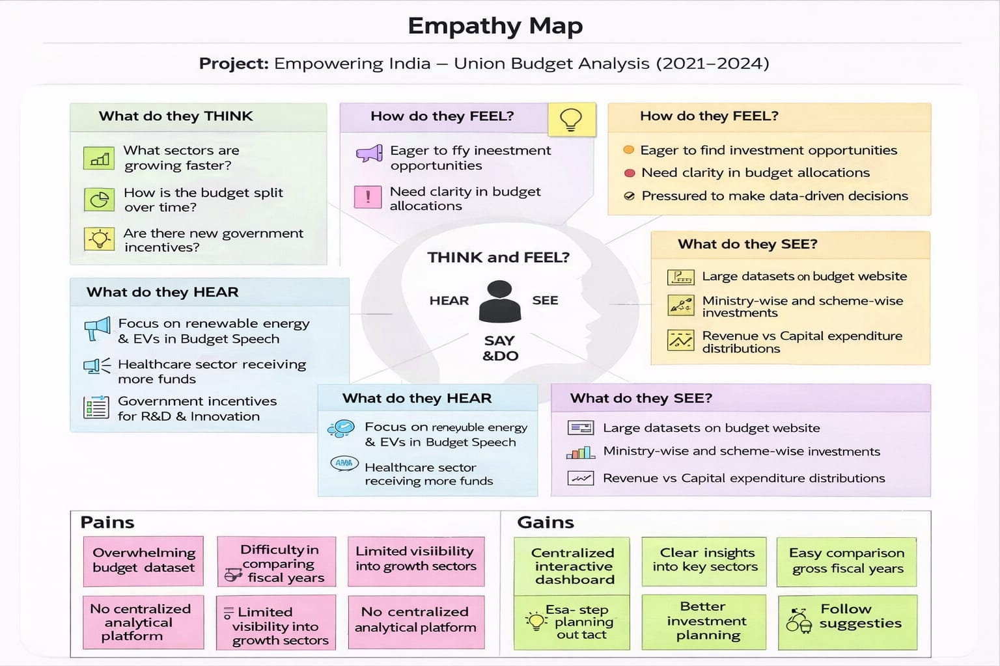 Empathy Map
Project: Empowering India – Union Budget Analysis (2021–2024)
What do they THINK
What sectors are
growing faster?
How is the budget split
over time?
Are there new government
incentives?
How do they FEEL?
Eager to ffy ineestment
opportunities
!
Need clarity in budget
allocations
How do they FEEL?
Eager to find investment opportunities
Need clarity in budget allocations
Pressured to make data-driven decisions
What do they HEAR
Focus on renewable energy
& EVs in Budget Speech
Healthcare sector receiving
more funds
Government incentives
for R&D & Innovation
THINK and FEEL?
HEAR
SEE
SAY
&DO
What do they SEE?
Large datasets on budget website
Ministry-wise and scheme-wise
investments
Revenue vs Capital expenditure
distributions
What do they HEAR
Focus on reneyuble energy
& EVs in Budget Speech
Healthcare sector
receiving more funds
What do they SEE?
Large datasets on budget website
Ministry-wise and scheme-wise investments
Revenue vs Capital expenditure distributions
Pains
Overwhelming
budget dataset
Difficulty in
comparing
fiscal years
Limited visiibility
into growth sectors
No centralized
analytical
platform
Limited
visibility into
growth sectors
No centralized
analytical platform
Gains
Centralized
interactive
dashboard
Clear insights
into key sectors
Easy comparison
gross fiscal years
Esa- step
planning
out tact
Better
investment
planning
Follow
suggesties